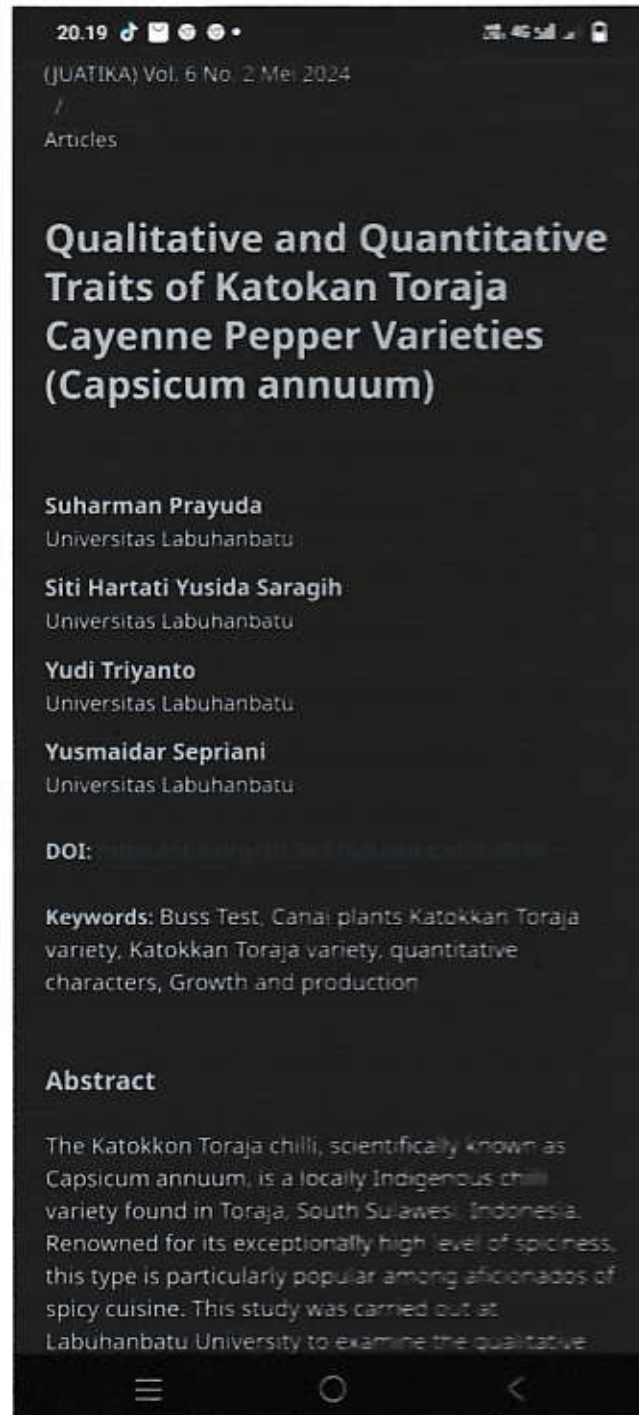 20.19
(JUATIKA) Vol. 6 No. 2 Mei 2024
/
Articles
Qualitative and Quantitative
Traits of Katokan Toraja
Cayenne Pepper Varieties
(Capsicum annuum)
Suharman Prayuda
Universitas Labuhanbatu
Siti Hartati Yusida Saragih
Universitas Labuhanbatu
Yudi Triyanto
Universitas Labuhanbatu
Yusmaidar Sepriani
Universitas Labuhanbatu
DOI:
Keywords: Buss Test, Canai plants Katokkan Toraja
variety, Katokkan Toraja variety, quantitative
characters, Growth and production
Abstract
The Katokkon Toraja chilli, scientifically known as
Capsicum annuum, is a locally Indigenous chilli
variety found in Toraja, South Sulawesi, Indonesia.
Renowned for its exceptionally high level of spiciness,
this type is particularly popular among aficionados of
spicy cuisine. This study was carried out at
Labuhanbatu University to examine the qualitative